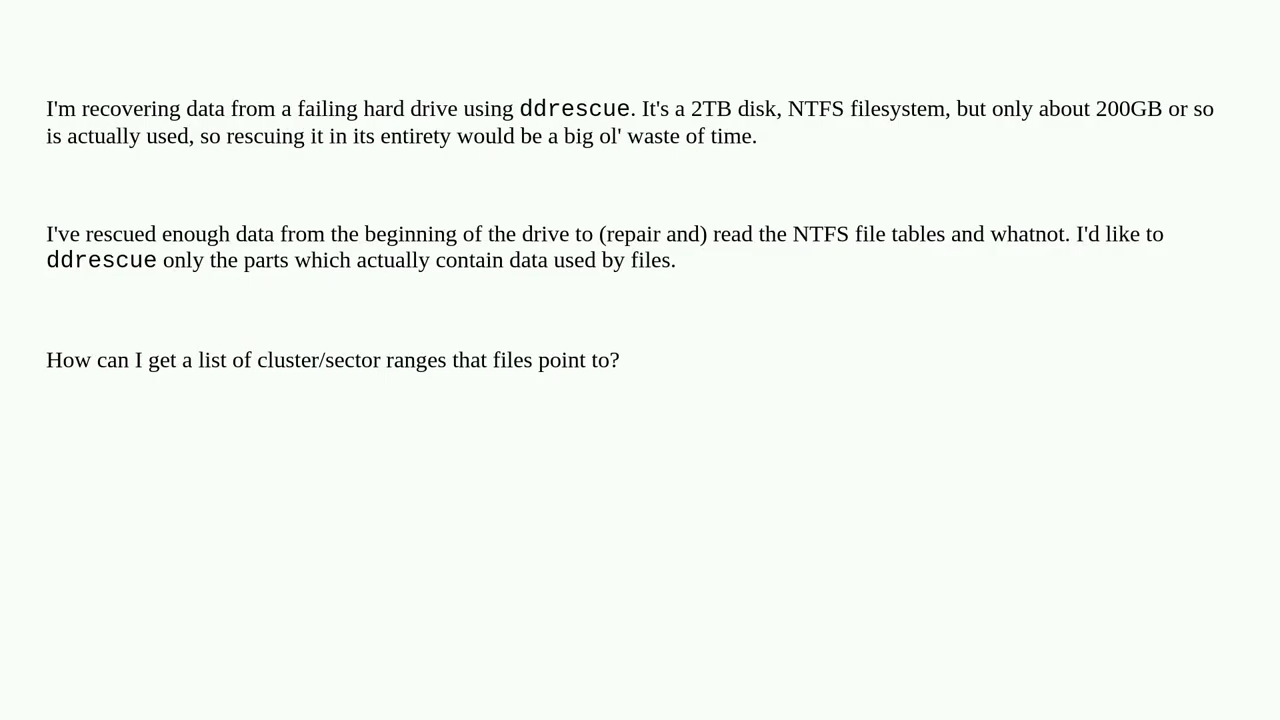 I'm recovering data from a failing hard drive using ddrescue. It's a 2TB disk, NTFS filesystem, but only about 200GB or so
is actually used, so rescuing it in its entirety would be a big ol' waste of time.
I've rescued enough data from the beginning of the drive to (repair and) read the NTFS file tables and whatnot. I'd like to
ddrescue only the parts which actually contain data used by files.
How can I get a list of cluster/sector ranges that files point to?